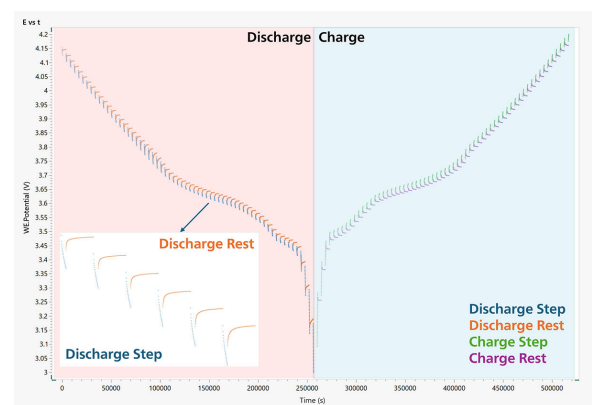 E vs t
Discharge Charge
4.2
4.15
4.1
4.05
4
3.95
3.9
3.85
3.8
3.75
3.7
3.65
3.6
3.55
3.5
3.45
3.4
3.35
3.3
3.25
3.2
3.15
3.1
3.05
3
WE.Potential (V)
Discharge Rest
Discharge Step
Discharge Step
Discharge Rest
Charge Step
Charge Rest
0 50000 100000 150000 200000 250000 300000 350000 400000 450000 500000
Time (s)